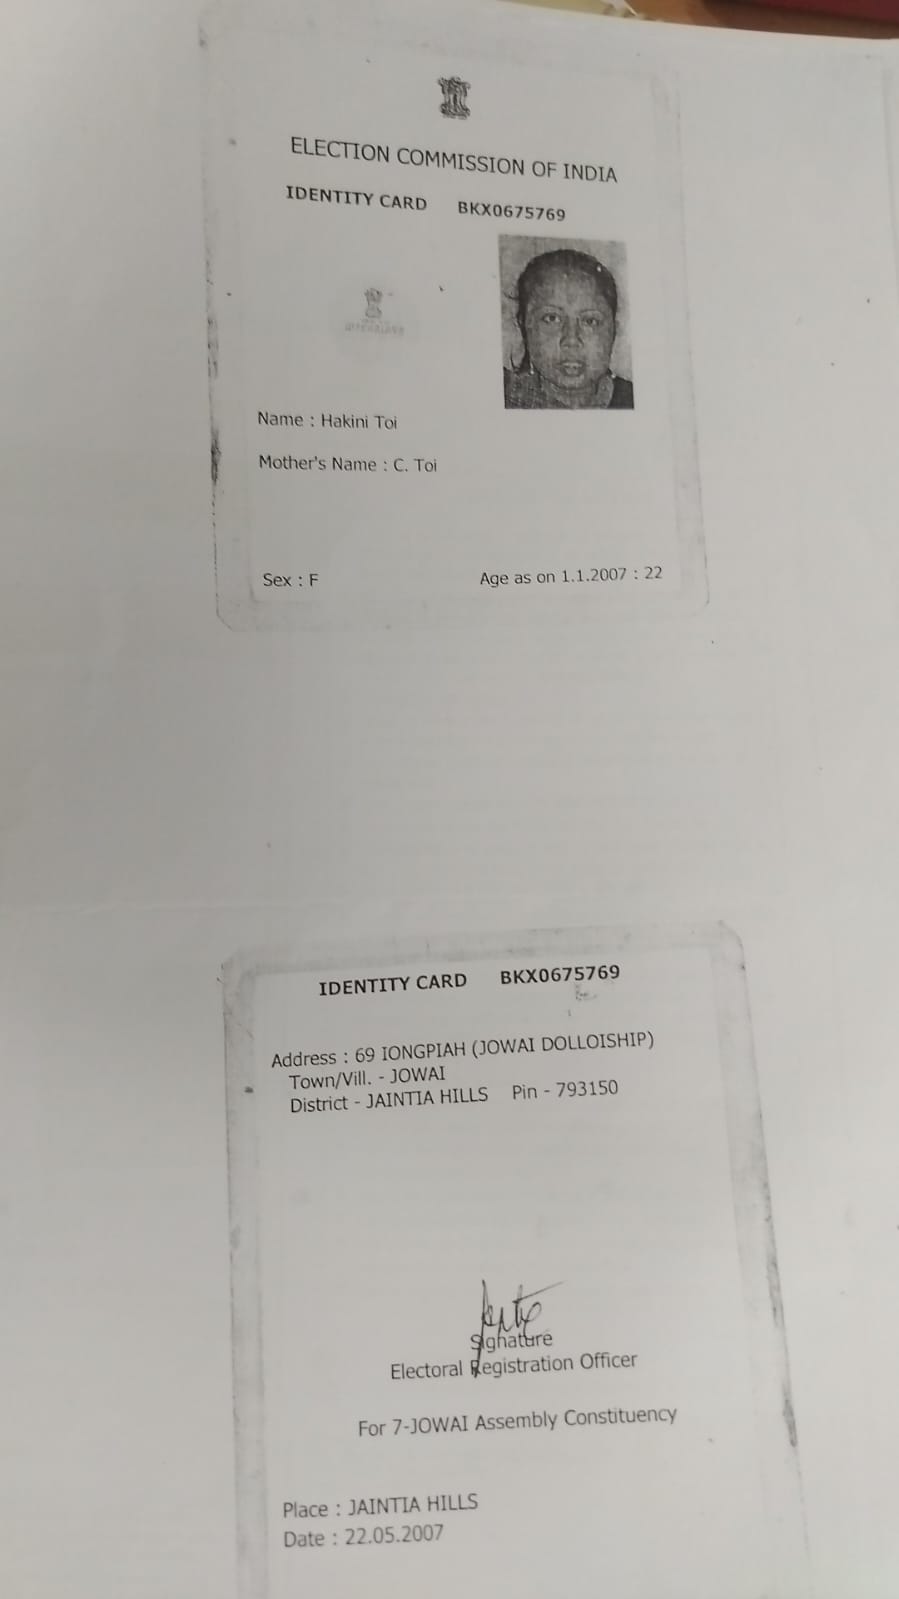 ELECTION COMMISSION OF INDIA
IDENTITY CARD BKX0675769
Name : Hakini Toi
Mother's Name : C. Toi
Sex : F Age as on 1.1.2007 : 22
IDENTITY CARD BKX0675769
Address : 69 IONGPIAH (JOWAI DOLLOISHIP)
Town/Vill. - JOWAI
District - JAINTIA HILLS Pin - 793150
Signature
Electoral Registration Officer
For 7-JOWAI Assembly Constituency
Place : JAINTIA HILLS
Date : 22.05.2007